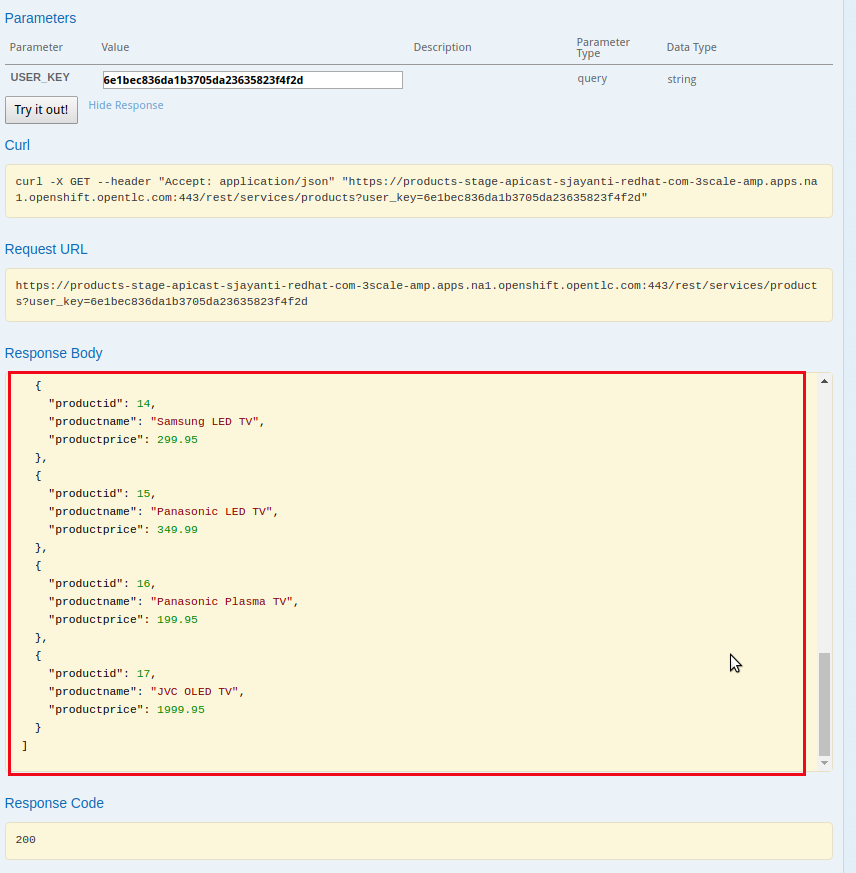 Parameters
Parameter Value Description Parameter Type Data Type
USER_KEY 6e1bec836da1b3705da23635823f4f2d query string
Try it out! Hide Response
Curl
curl -X GET --header "Accept: application/json" "https://products-stage-apicast-sjayanti-redhat-com-3scale-amp.apps.na
1.openshift.opentlc.com:443/rest/services/products?user_key=6e1bec836da1b3705da23635823f4f2d"
Request URL
https://products-stage-apicast-sjayanti-redhat-com-3scale-amp.apps.na1.openshift.opentlc.com:443/rest/services/product
s?user_key=6e1bec836da1b3705da23635823f4f2d
Response Body
{
"productid": 14,
"productname": "Samsung LED TV",
"productprice": 299.95
},
{
"productid": 15,
"productname": "Panasonic LED TV",
"productprice": 349.99
},
{
"productid": 16,
"productname": "Panasonic Plasma TV",
"productprice": 199.95
},
{
"productid": 17,
"productname": "JVC OLED TV",
"productprice": 1999.95
}
]
Response Code
200